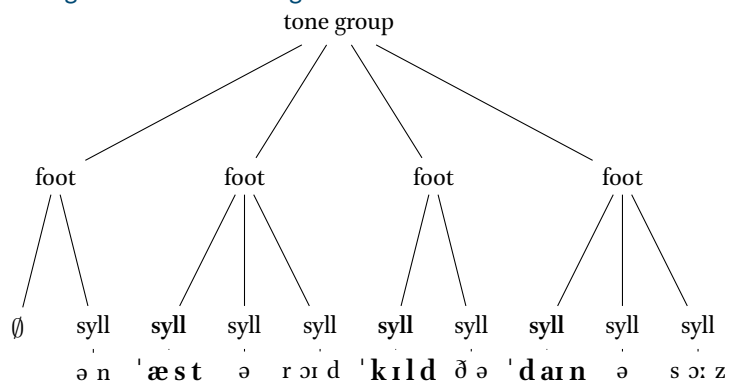 tone group
foot foot foot foot
∅ syll syll syll syll syll syll syll syll syll
ə n ˈæ s t ə r ɔɪ d ˈk ɪ l d ð ə ˈd aɪ n ə s ɔː z